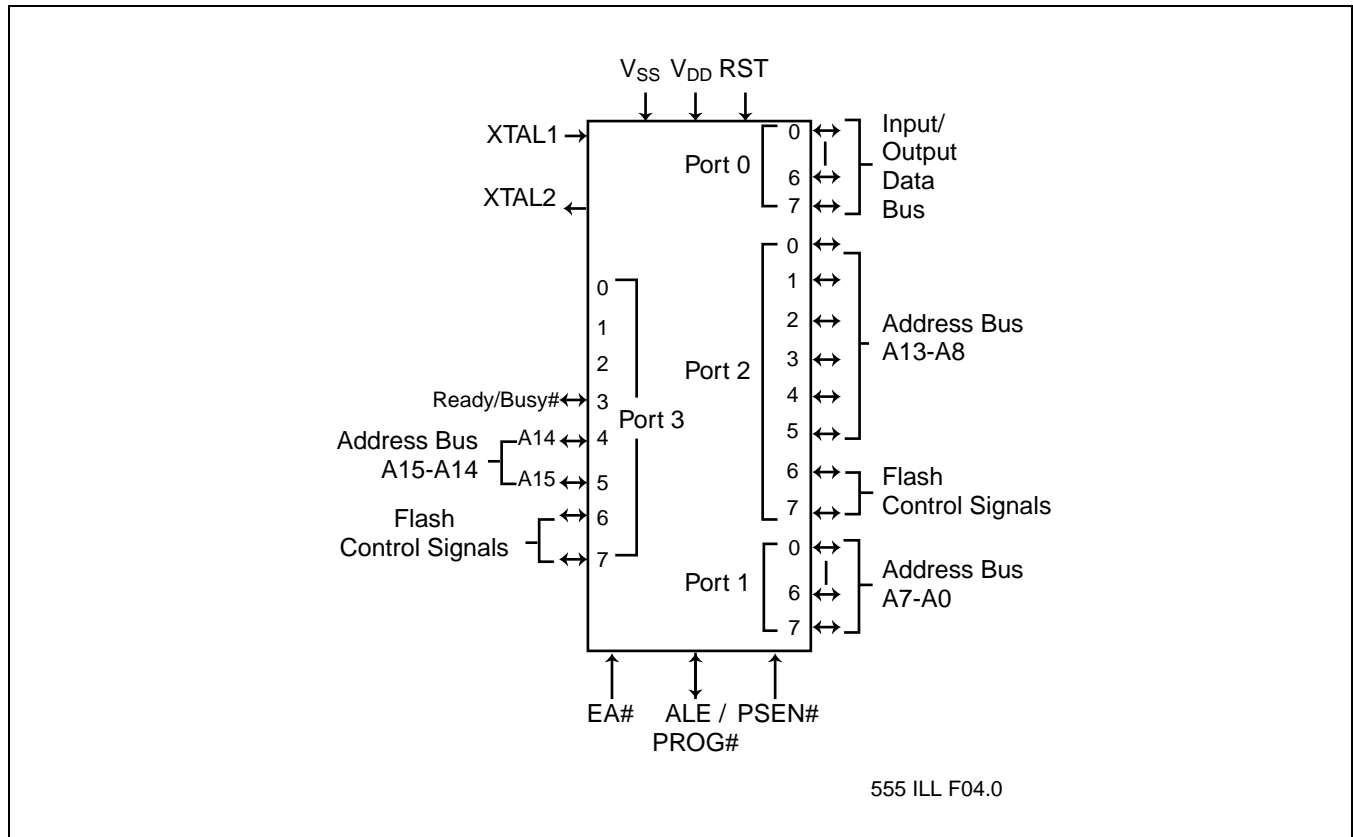 VSS VDD RST
XTAL1
XTAL2
Port 0
0
6
7
Input/
Output
Data
Bus
Port 2
0
1
2
3
4
5
6
7
Address Bus
A13-A8
Flash
Control Signals
Port 3
0
1
2
3
4
5
6
7
Ready/Busy#
Address Bus
A15-A14
A14
A15
Flash
Control Signals
Port 1
0
6
7
Address Bus
A7-A0
EA#
ALE /
PROG#
PSEN#
555 ILL F04.0